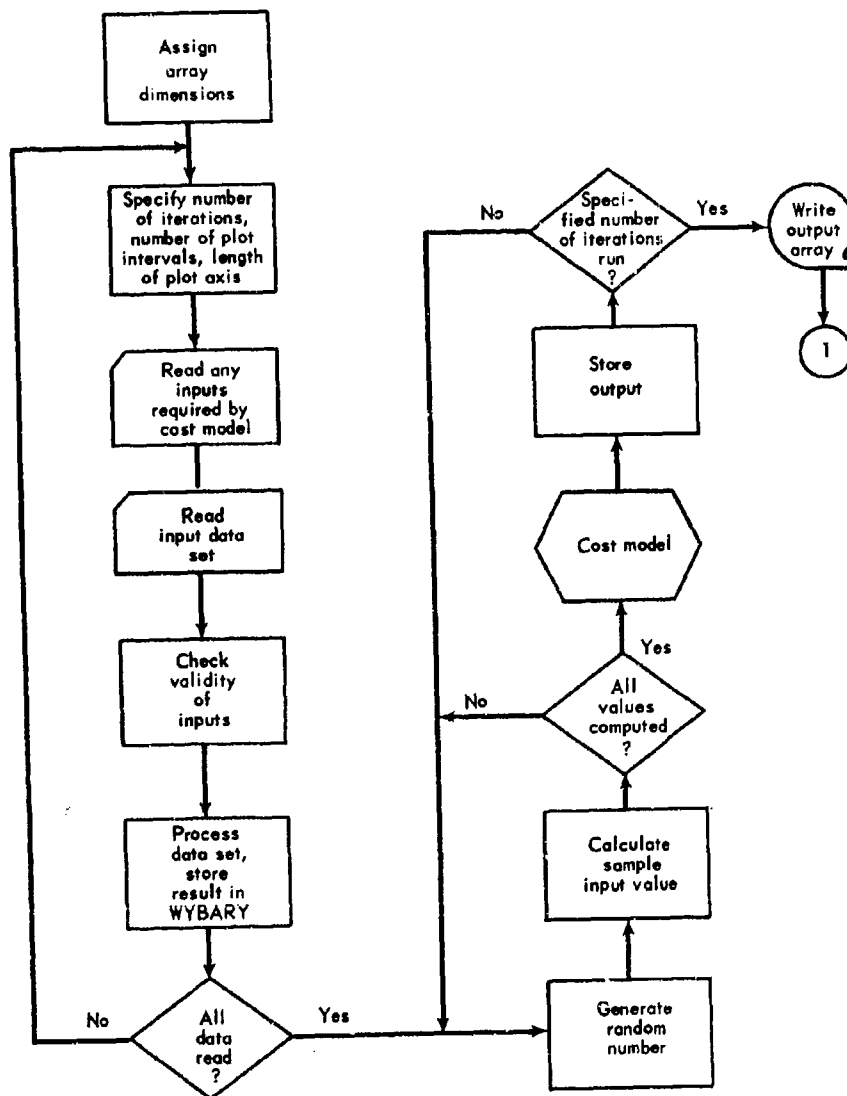 Assign
array
dimensions
Specify number
of iterations,
number of plot
intervals, length
of plot axis
Read any
inputs
required by
cost model
Read
input data
set
Check
validity
of
inputs
Process
data set,
store
result in
WYBARY
No
All
data
read
?
Yes
Generate
random
number
Calculate
sample
input value
No
All
values
computed
?
Yes
Cost model
Store
output
No
Speci-
fied number
of iterations
run
?
Yes
Write
output
array
1